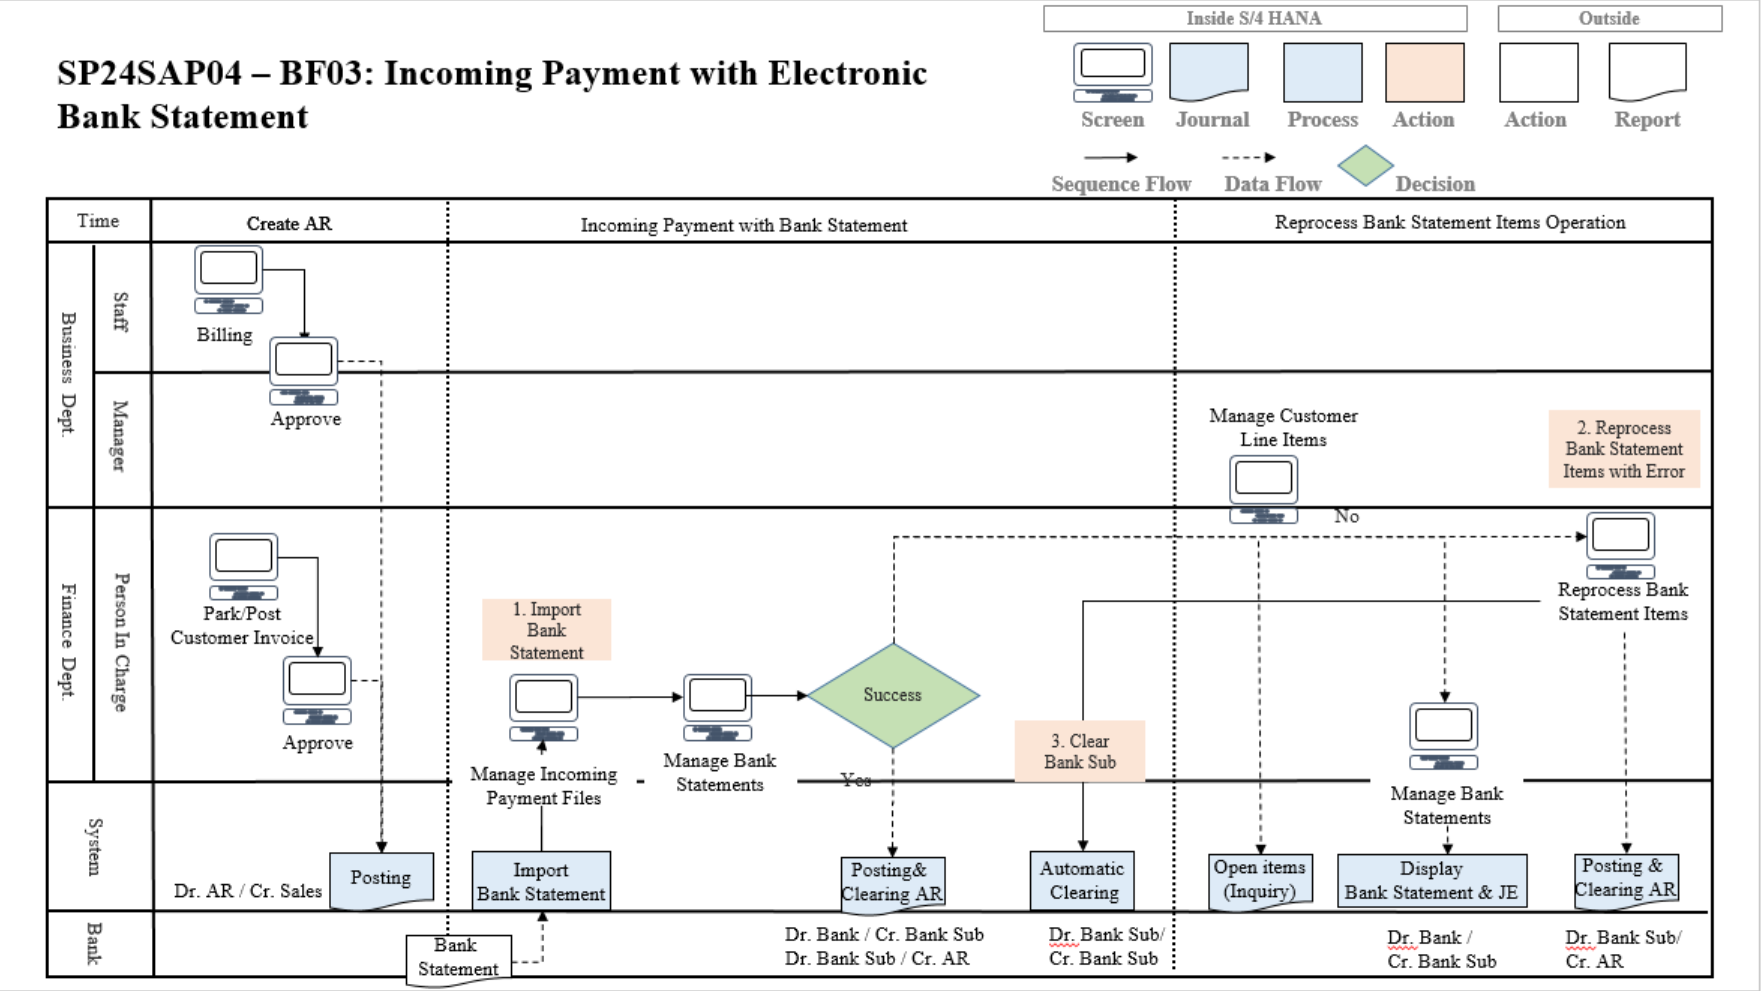 Inside S/4 HANA
Outside
SP24SAP04 – BF03: Incoming Payment with Electronic
Bank Statement
Screen
Journal
Process
Action
Action
Report
Sequence Flow
Data Flow
Decision
Time
Create AR
Incoming Payment with Bank Statement
Reprocess Bank Statement Items Operation
Business Dept.
Staff
Billing
Approve
Manager
Manage Customer
Line Items
2. Reprocess
Bank Statement
Items with Error
No
Finance Dept.
Person In Charge
Park/Post
Customer Invoice
Approve
1. Import
Bank
Statement
Manage Incoming
Payment Files
Manage Bank
Statements
Success
Yes
3. Clear
Bank Sub
Reprocess Bank
Statement Items
Manage Bank
Statements
System
Dr. AR / Cr. Sales
Posting
Import
Bank Statement
Posting&
Clearing AR
Automatic
Clearing
Open items
(Inquiry)
Display
Bank Statement & JE
Posting &
Clearing AR
Bank
Bank
Statement
Dr. Bank / Cr. Bank Sub
Dr. Bank Sub / Cr. AR
Dr. Bank Sub/
Cr. Bank Sub
Dr. Bank /
Cr. Bank Sub
Dr. Bank Sub/
Cr. AR